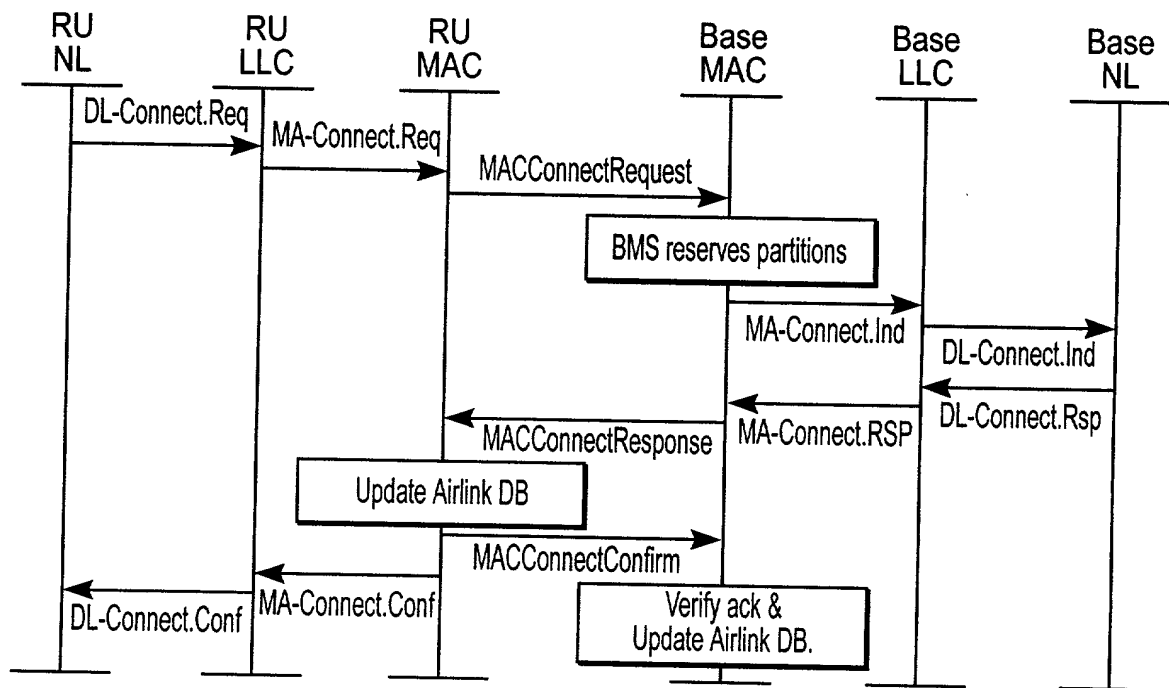 RU
NL
RU
LLC
RU
MAC
Base
MAC
Base
LLC
Base
NL
DL-Connect.Req
MA-Connect.Req
MACConnectRequest
BMS reserves partitions
MA-Connect.Ind
DL-Connect.Ind
DL-Connect.Rsp
MA-Connect.RSP
MACConnectResponse
Update Airlink DB
MACConnectConfirm
MA-Connect.Conf
DL-Connect.Conf
Verify ack &
Update Airlink DB.